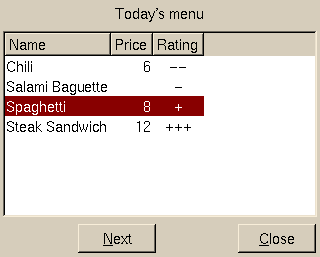 Today's menu
Name Price Rating
Chili 6 −−
Salami Baguette −
Spaghetti 8 +
Steak Sandwich 12 +++
Next Close